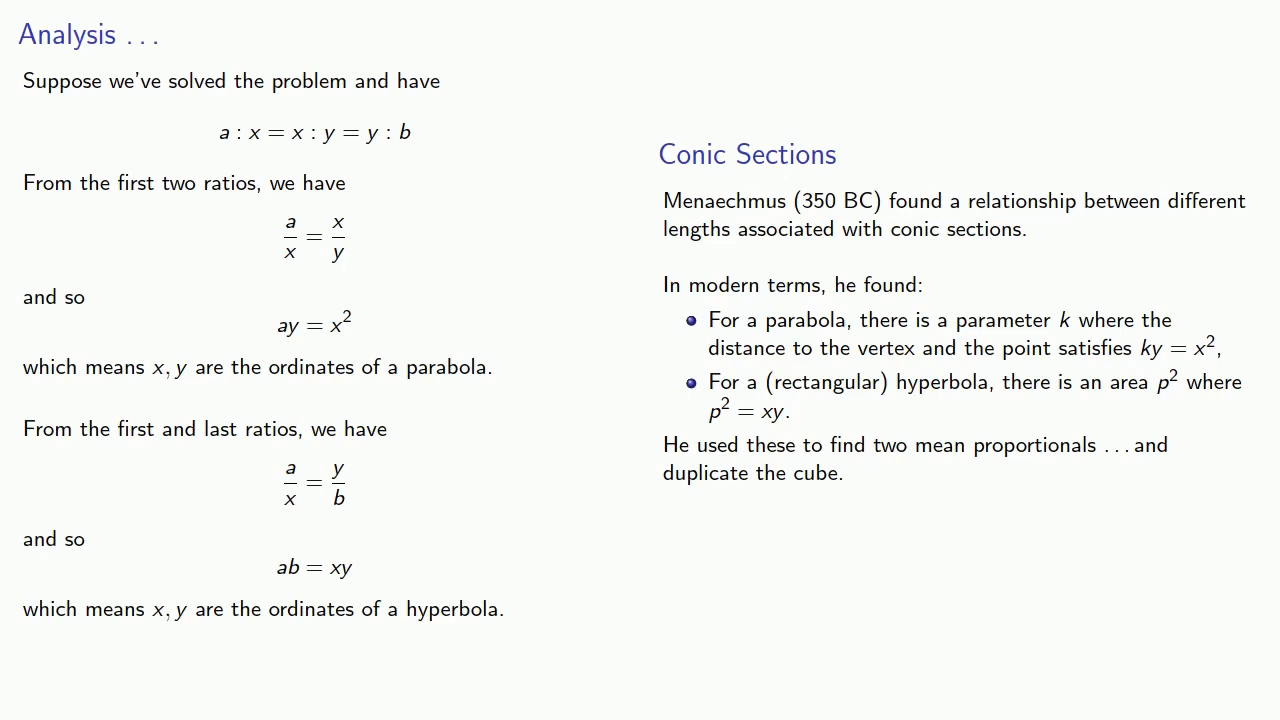 Analysis ...
Suppose we've solved the problem and have
a : x = x : y = y : b
From the first two ratios, we have
a/x = x/y
and so
ay = x²
which means x, y are the ordinates of a parabola.
From the first and last ratios, we have
a/x = y/b
and so
ab = xy
which means x, y are the ordinates of a hyperbola.
Conic Sections
Menaechmus (350 BC) found a relationship between different
lengths associated with conic sections.
In modern terms, he found:
• For a parabola, there is a parameter k where the
distance to the vertex and the point satisfies ky = x²,
• For a (rectangular) hyperbola, there is an area p² where
p² = xy.
He used these to find two mean proportionals ... and
duplicate the cube.